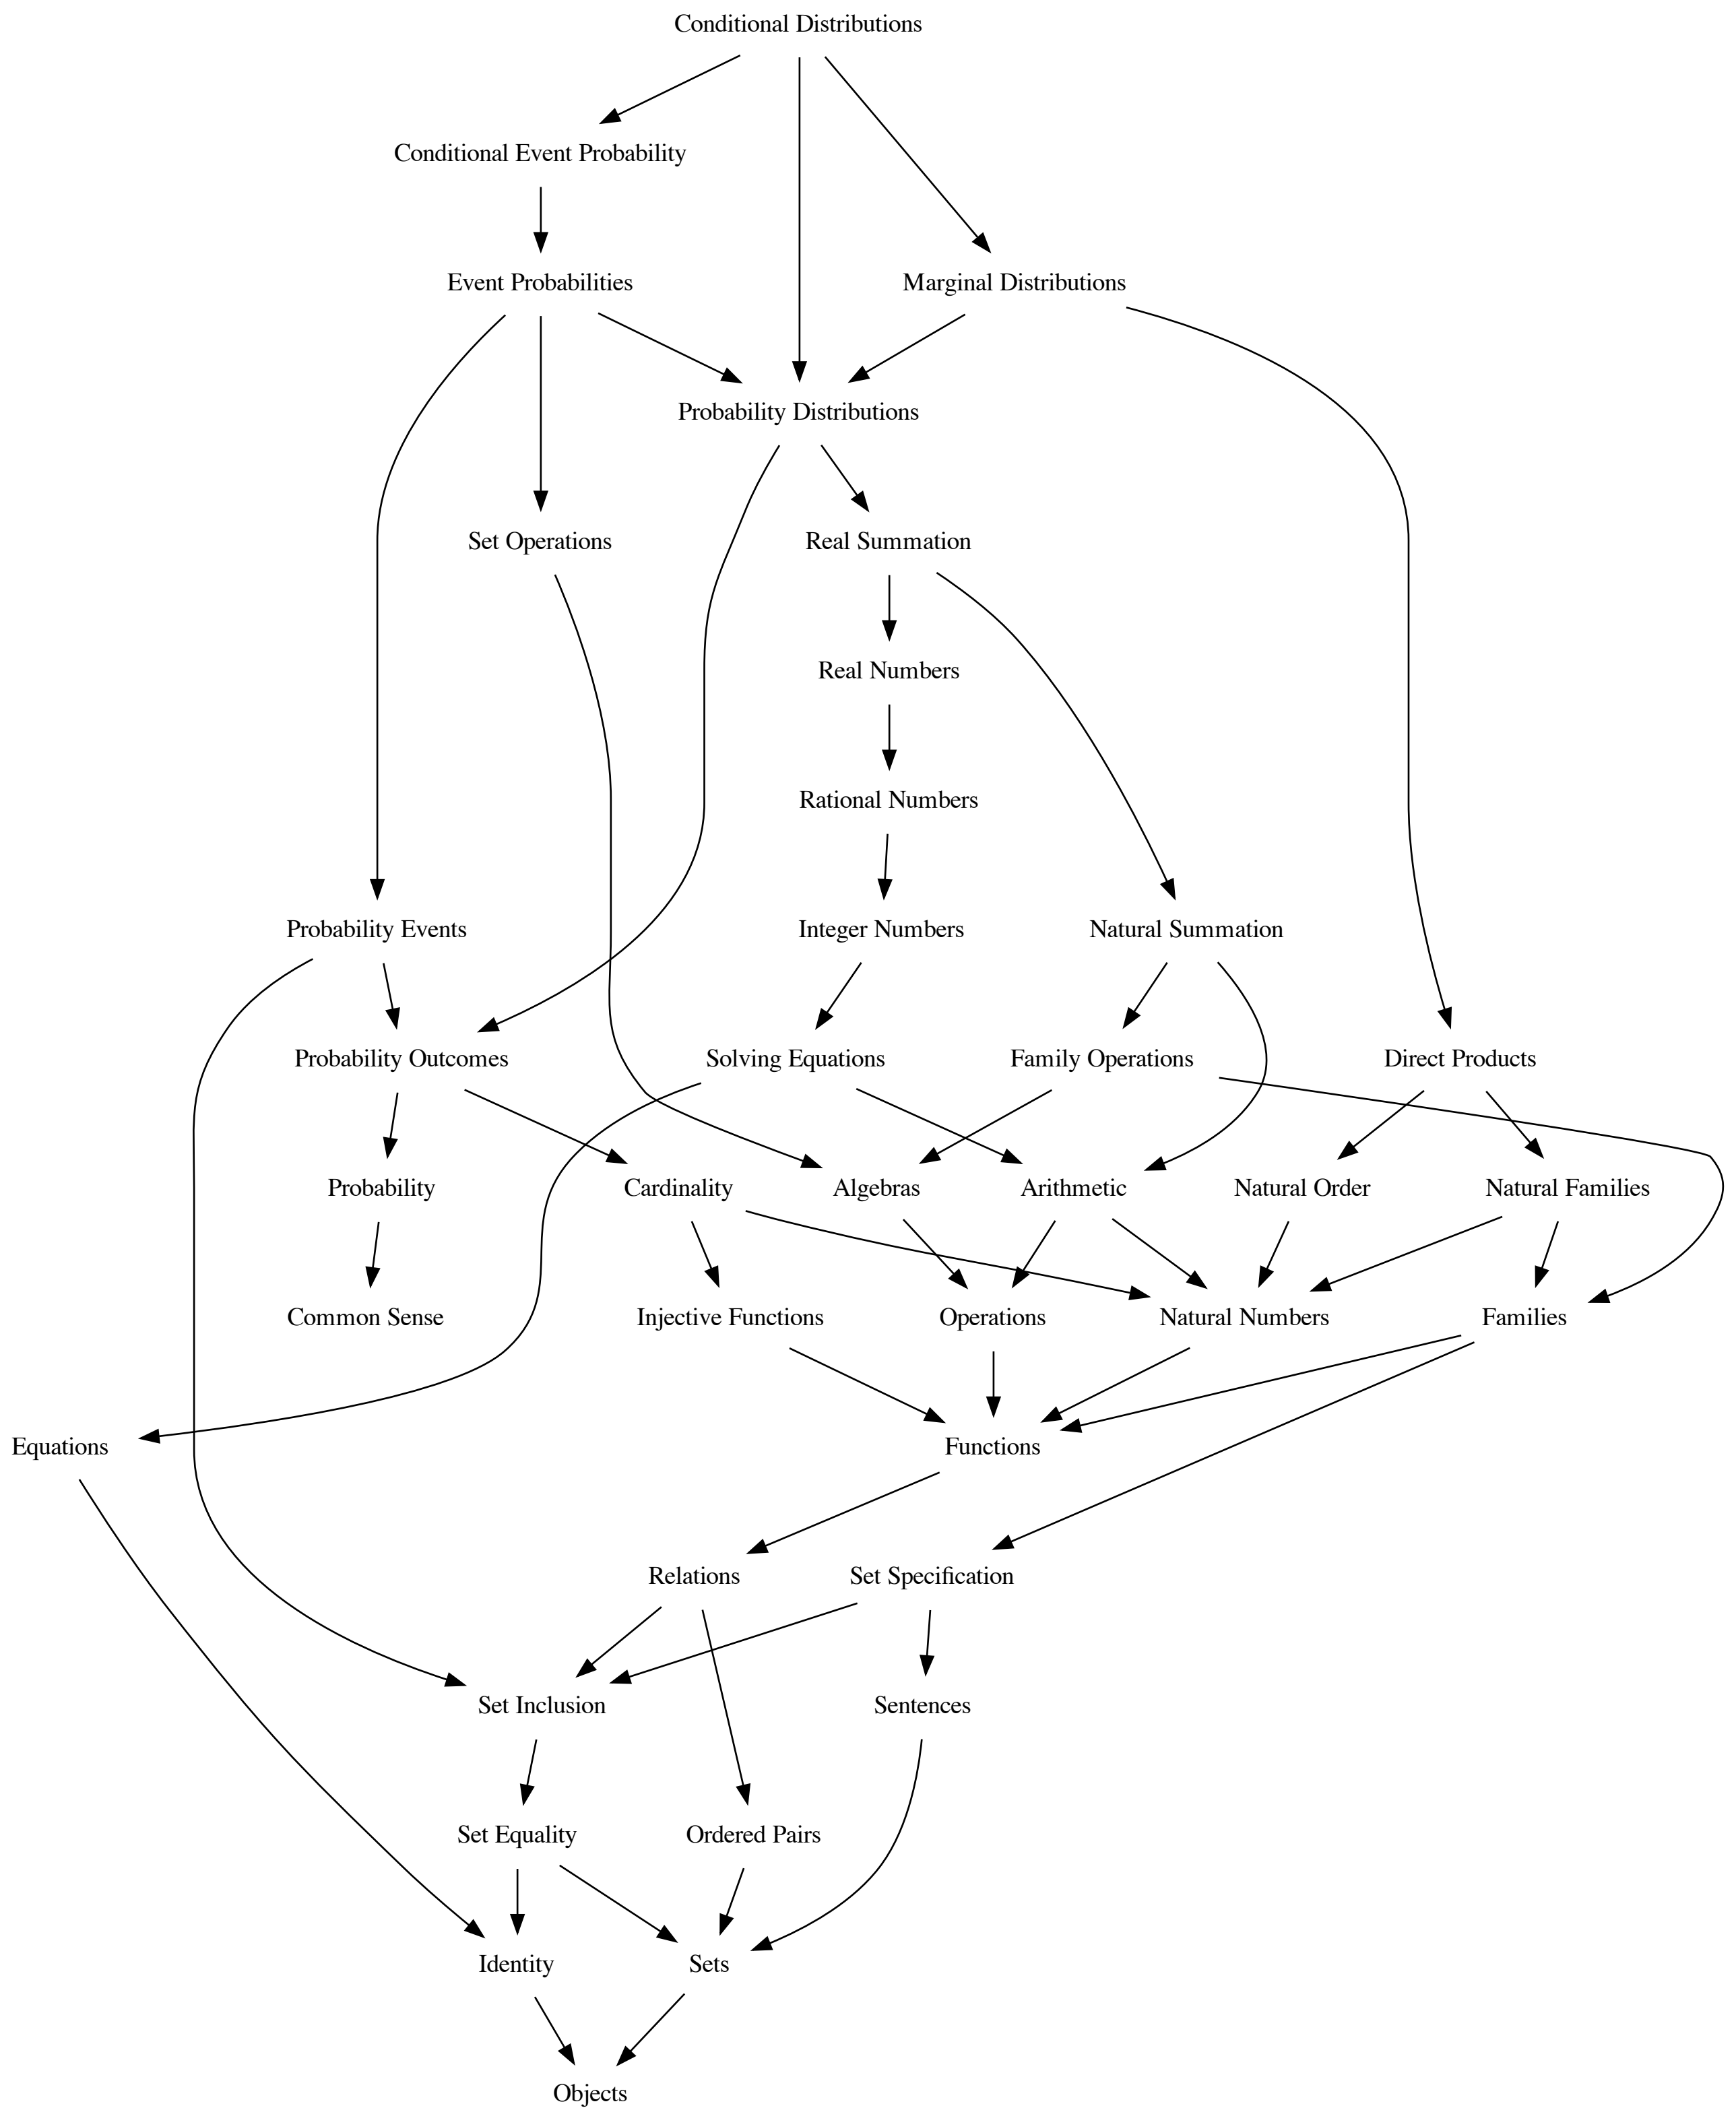 Conditional Distributions
Conditional Event Probability
Event Probabilities
Marginal Distributions
Probability Distributions
Set Operations
Real Summation
Real Numbers
Rational Numbers
Probability Events
Integer Numbers
Natural Summation
Probability Outcomes
Solving Equations
Family Operations
Direct Products
Probability
Cardinality
Algebras
Arithmetic
Natural Order
Natural Families
Common Sense
Injective Functions
Operations
Natural Numbers
Families
Equations
Functions
Relations
Set Specification
Set Inclusion
Sentences
Set Equality
Ordered Pairs
Identity
Sets
Objects